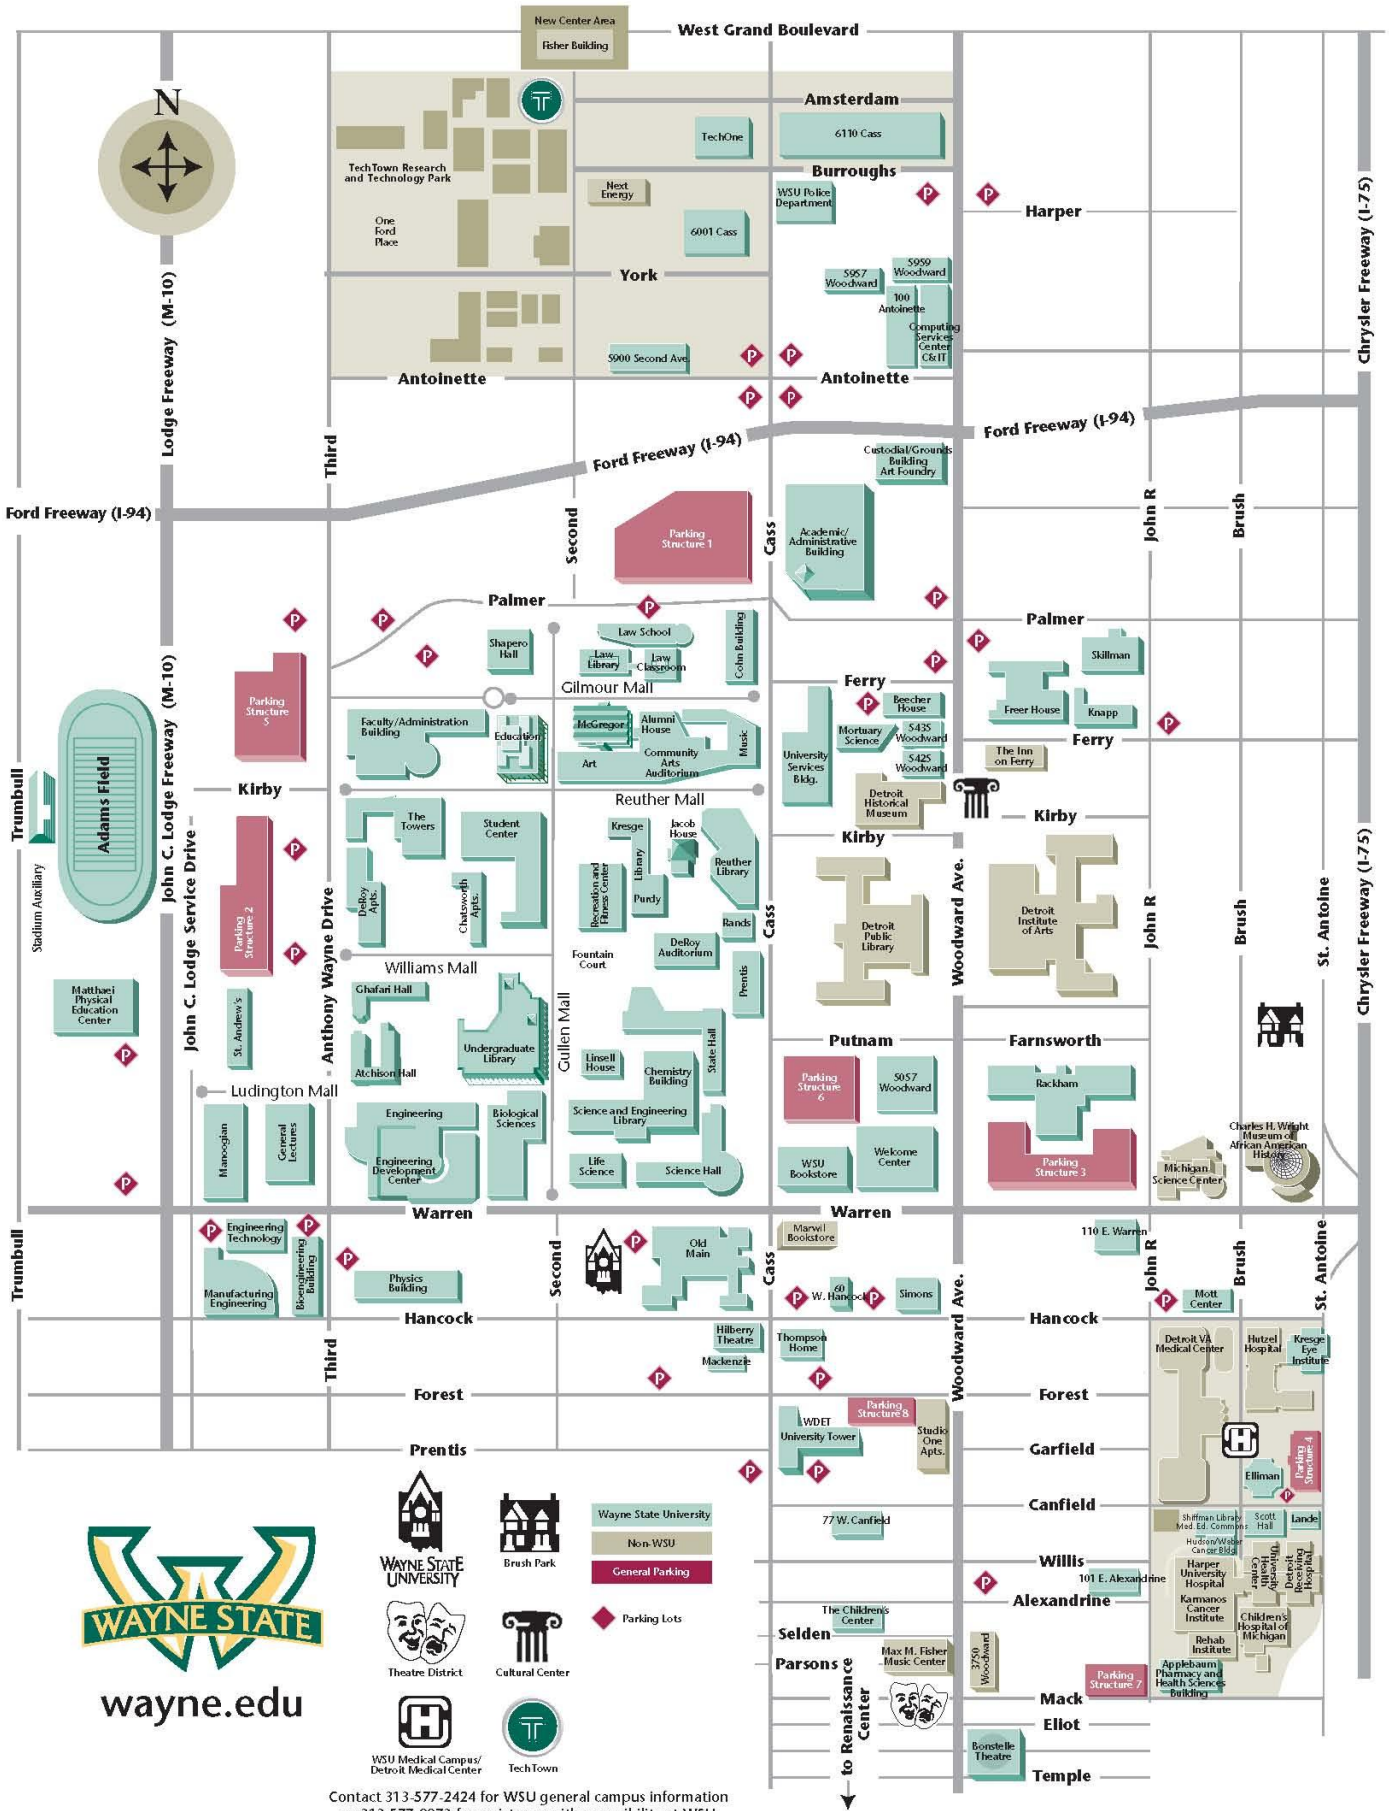 New Center Area
Fisher Building
West Grand Boulevard
N
Amsterdam
TechOne
6110 Cass
TechTown Research
and Technology Park
Burroughs
Next
Energy
WSU Police
Department
P
P
Harper
One
Ford
Place
6001 Cass
York
5957
Woodward
5959
Woodward
100
Antoinette
Computing
Services
Center
C&IT
5900 Second Ave.
P
P
Antoinette
Antoinette
P
P
Lodge Freeway (M-10)
Chrysler Freeway (I-75)
Third
Ford Freeway (I-94)
Ford Freeway (I-94)
Ford Freeway (I-94)
Custodial/Grounds
Building
Art Foundry
Second
Parking
Structure 1
Cass
Academic/
Administrative
Building
John R
Brush
Palmer
P
P
P
P
P
Palmer
Shapero
Hall
Law School
Law
Library
Law
Classroom
Cohn Building
P
P
P
Skillman
Gilmour Mall
Ferry
Freer House
Knapp
P
Ferry
The Inn
on Ferry
Parking
Structure
5
John C. Lodge Freeway (M-10)
Faculty/Administration
Building
Education
McGregor
Alumni
House
Art
Community
Arts
Auditorium
Music
University
Services
Bldg.
Beecher
House
P
Mortuary
Science
5435
Woodward
5425
Woodward
Detroit
Historical
Museum
Trumbull
Stadium Auxiliary
Adams Field
Kirby
Reuther Mall
Kirby
Kirby
Parking
Structure 2
P
P
John C. Lodge Service Drive
Anthony Wayne Drive
The
Towers
DeRoy
Apts.
Student
Center
Chatsworth
Apts.
Kresge
Library
Purdy
Jacob
House
Recreation and
Fitness Center
Reuther
Library
Rands
DeRoy
Auditorium
Prentis
Fountain
Court
Cass
Detroit
Public
Library
Woodward Ave.
Detroit
Institute
of Arts
John R
Brush
St. Antoine
Chrysler Freeway (I-75)
Williams Mall
Matthaei
Physical
Education
Center
P
St. Andrew's
Ghafari Hall
Atchison Hall
Undergraduate
Library
Gullen Mall
Linsell
House
Chemistry
Building
State Hall
Putnam
Farnsworth
Parking
Structure
6
5057
Woodward
Rackham
Parking
Structure 3
Ludington Mall
Manoogian
General
Lectures
P
Engineering
Engineering
Development
Center
Biological
Sciences
Science and Engineering
Library
Life
Science
Science Hall
WSU
Bookstore
Welcome
Center
Michigan
Science Center
Charles H. Wright
Museum of
African American
History
Warren
Warren
P
Engineering
Technology
P
Bioengineering
Building
Manufacturing
Engineering
P
Physics
Building
Second
P
Old
Main
Cass
Marwil
Bookstore
P
60
W. Hancock
P
Simons
Woodward Ave.
110 E. Warren
John R
Brush
St. Antoine
P
Mott
Center
Trumbull
Hancock
Hancock
Third
Hilberry
Theatre
Mackenzie
Thompson
Home
Detroit VA
Medical Center
Hutzel
Hospital
Kresge
Eye
Institute
P
P
Forest
Forest
WDET
University Tower
Parking
Structure 8
Studio
One
Apts.
Prentis
Garfield
P
P
H
Elliman
Parking
Structure 4
P
Canfield
77 W. Canfield
Shiffman Library
Med. Ed. Commons
Scott
Hall
Lande
Hudson/Weber
Cancer Bldg.
Willis
101 E. Alexandrine
P
Alexandrine
Harper
University
Hospital
University
Health
Center
Detroit
Receiving
Hospital
Karmanos
Cancer
Institute
Children's
Hospital of
Michigan
Rehab
Institute
The Children's
Center
Selden
Parsons
Max M. Fisher
Music Center
3750
Woodward
Parking
Structure 7
Applebaum
Pharmacy and
Health Sciences
Building
Mack
Eliot
Bonstelle
Theatre
Temple
to Renaissance
Center
WAYNE STATE
wayne.edu
WAYNE STATE
UNIVERSITY
Brush Park
Wayne State University
Non-WSU
General Parking
Parking Lots
Theatre District
Cultural Center
H
WSU Medical Campus/
Detroit Medical Center
TechTown
Contact 313-577-2424 for WSU general campus information